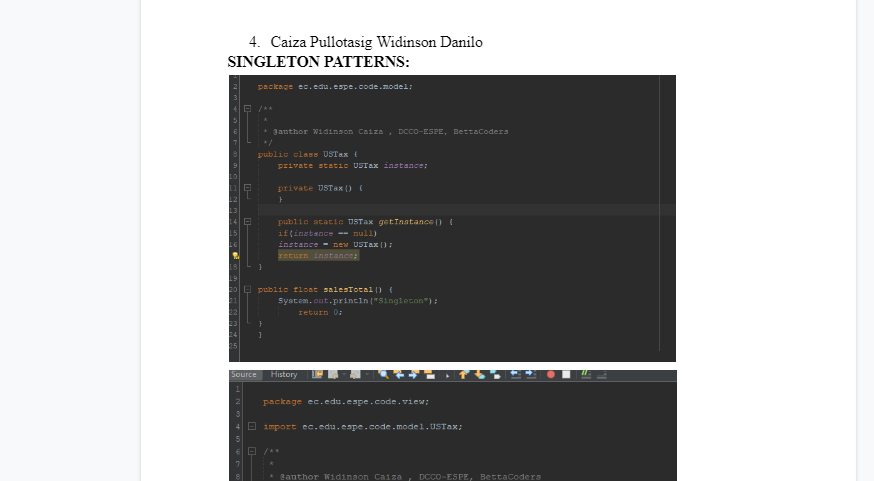 4. Caiza Pullotasig Widinson Danilo
SINGLETON PATTERNS:
2 package ec.edu.espe.code.model;
3
4 /**
5 *
6 * @author Widinson Caiza , DCCO-ESPE, BettaCoders
7 */
8 public class USTax {
9 private static USTax instance;
10
11 private USTax() {
12 }
13
14 public static USTax getInstance() {
15 if(instance == null)
16 instance = new USTax();
return instance;
18 }
19
20 public float salesTotal() {
21 System.out.println("Singleton");
22 return 0;
23 }
24 }
25
Source History
1
2 package ec.edu.espe.code.view;
3
4 import ec.edu.espe.code.model.USTax;
5
6 /**
7 *
8 * @author Widinson Caiza , DCCO-ESPE, BettaCoders